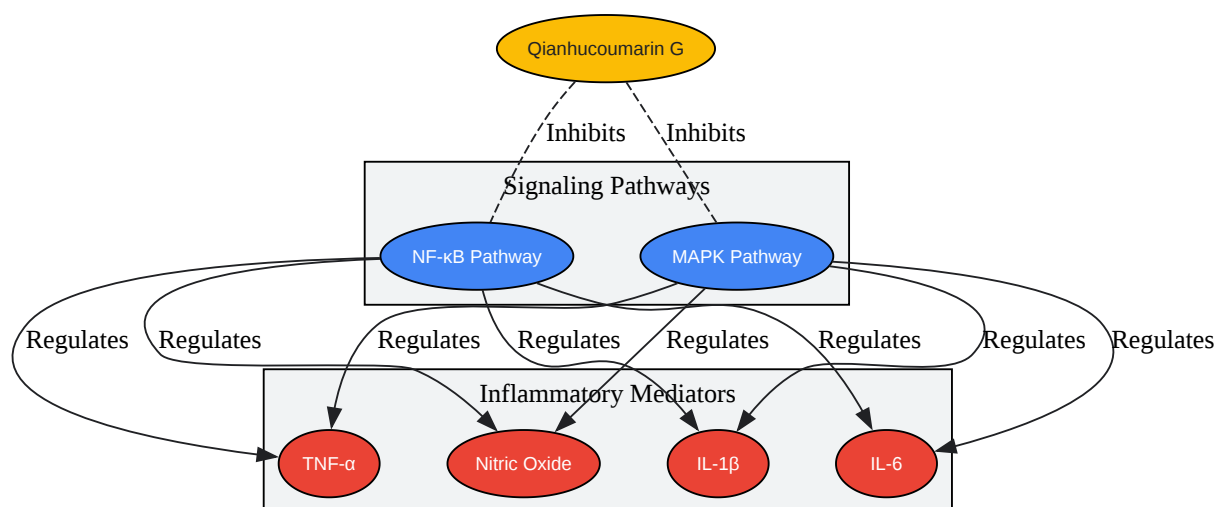 Qianhucoumarin G
Inhibits
Inhibits
Signaling Pathways
NF-κB Pathway
MAPK Pathway
Regulates
Regulates
Regulates
Regulates
Regulates
Regulates
Regulates
Regulates
Inflammatory Mediators
TNF-α
Nitric Oxide
IL-1β
IL-6